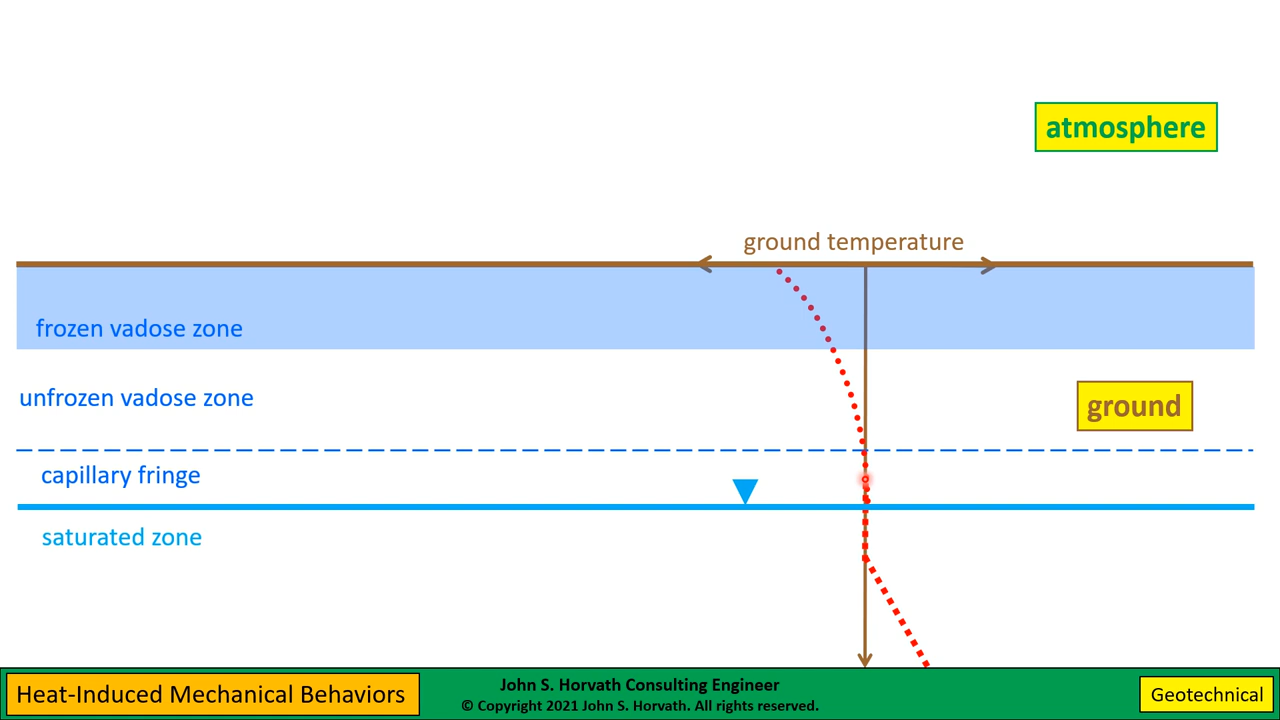 atmosphere
ground temperature
frozen vadose zone
unfrozen vadose zone
ground
capillary fringe
saturated zone
Heat-Induced Mechanical Behaviors
John S. Horvath Consulting Engineer
© Copyright 2021 John S. Horvath. All rights reserved.
Geotechnical